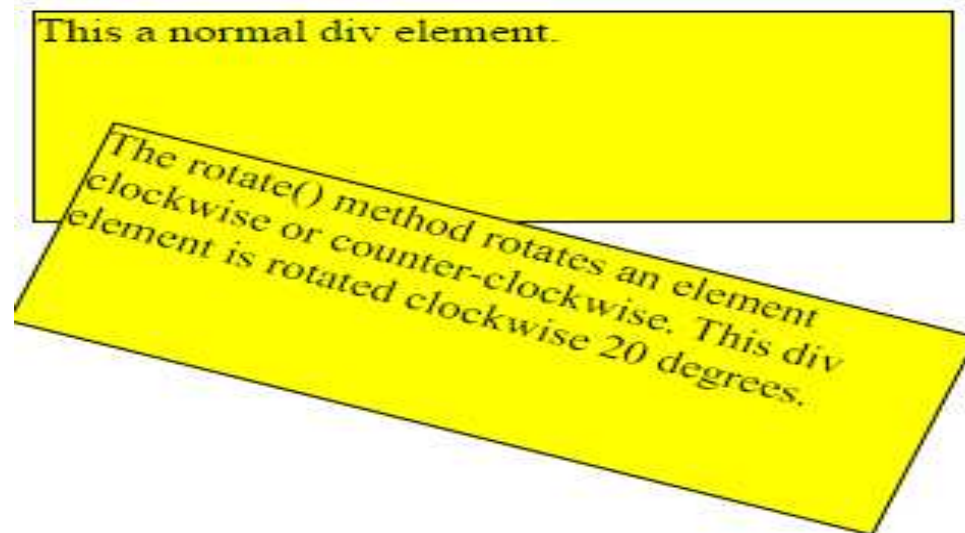 This a normal div element.
The rotate() method rotates an element
clockwise or counter-clockwise. This div
element is rotated clockwise 20 degrees.